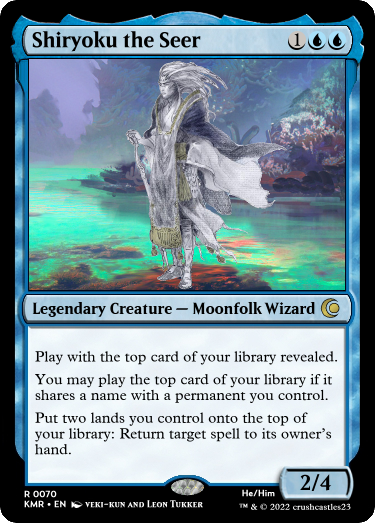 Shiryoku the Seer 1
Legendary Creature — Moonfolk Wizard
Play with the top card of your library revealed.
You may play the top card of your library if it
shares a name with a permanent you control.
Put two lands you control onto the top of
your library: Return target spell to its owner's
hand.
2/4
R 0070 He/Him
KMR • EN VEKI-KUN AND LEON TUKKER ™ & © 2022 crushcastles23